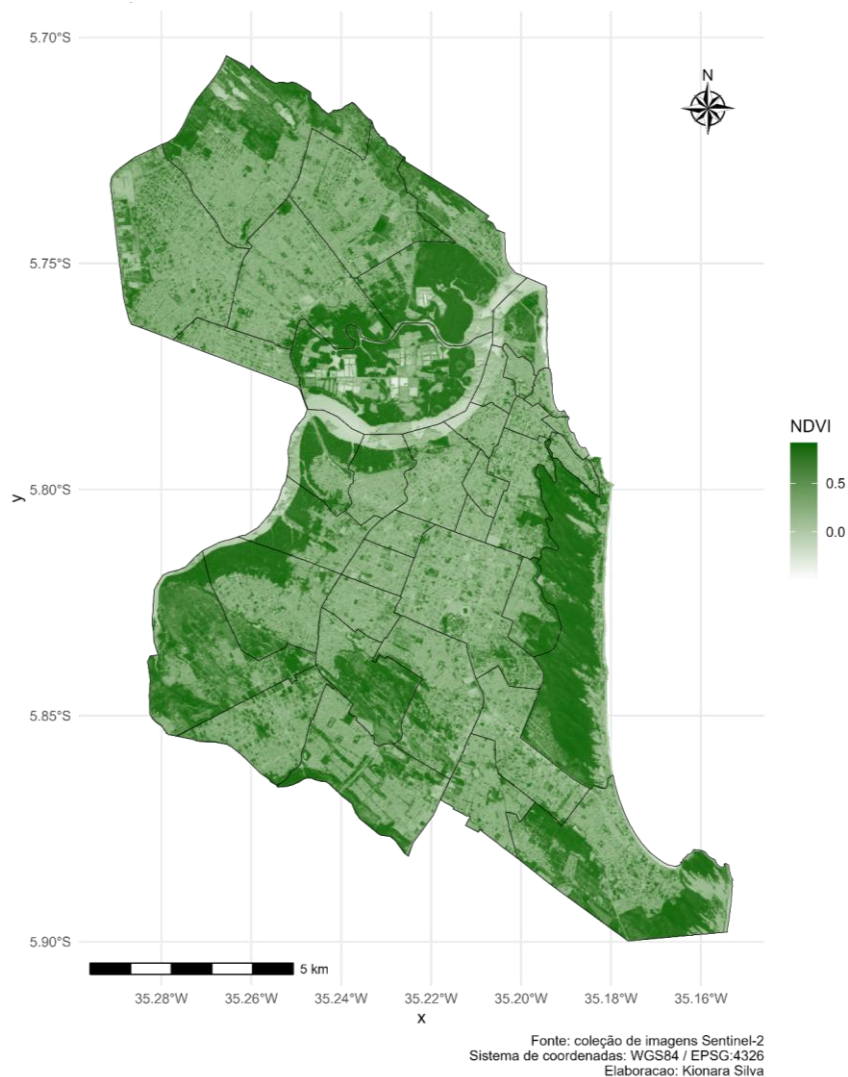 5.70°S
N
5.75°S
NDVI
0.5
5.80°S
y
0.0
5.85°S
5.90°S
5 km
35.28°W 35.26°W 35.24°W 35.22°W 35.20°W 35.18°W 35.16°W
x
Fonte: coleção de imagens Sentinel-2
Sistema de coordenadas: WGS84 / EPSG:4326
Elaboracao: Kionara Silva